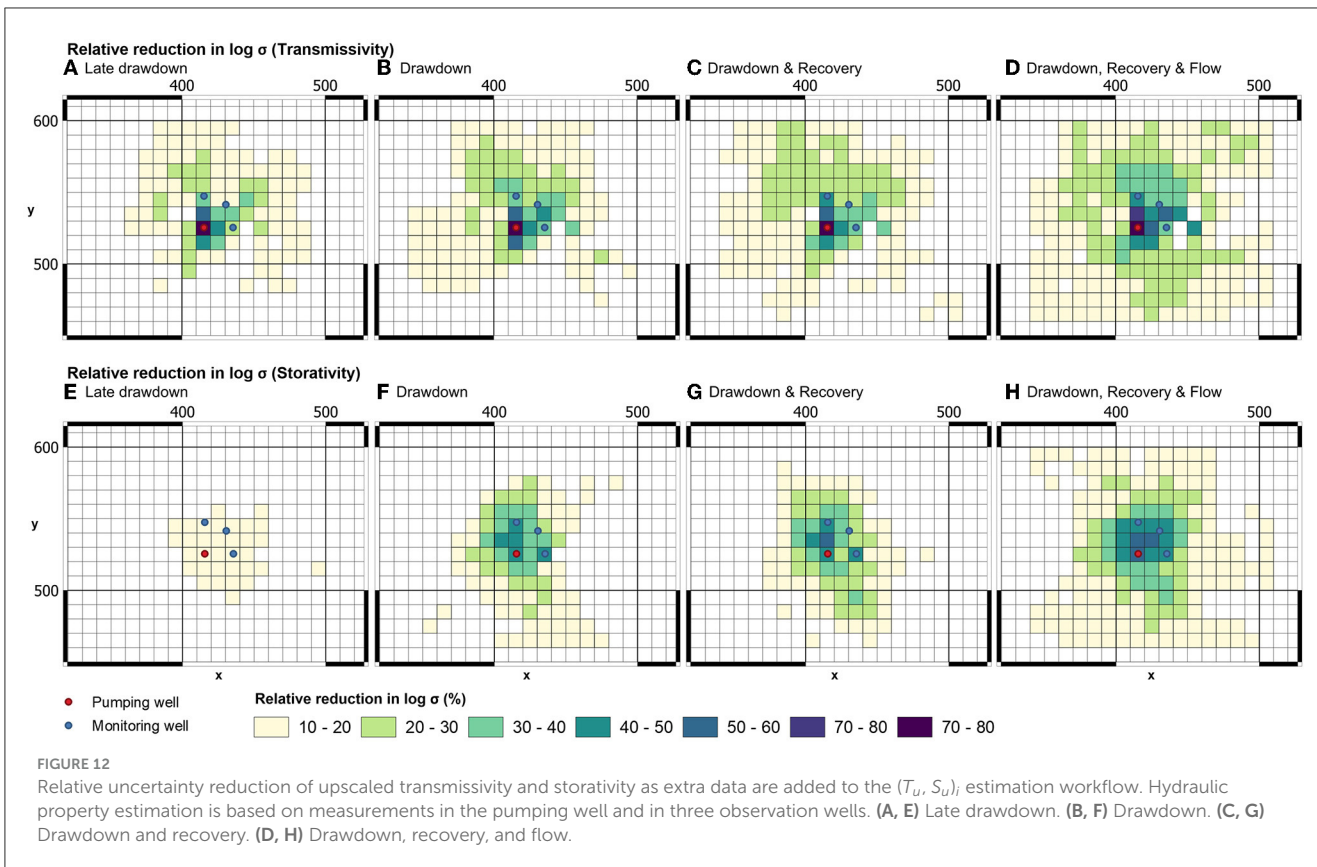 Relative reduction in log σ (Transmissivity)
A Late drawdown
B Drawdown
C Drawdown & Recovery
D Drawdown, Recovery & Flow
400 500 400 500 400 500 400 500
600
y
500
Relative reduction in log σ (Storativity)
E Late drawdown
F Drawdown
G Drawdown & Recovery
H Drawdown, Recovery & Flow
400 500 400 500 400 500 400 500
600
y
500
x x x x
Pumping well
Monitoring well
Relative reduction in log σ (%)
10 - 20 20 - 30 30 - 40 40 - 50 50 - 60 70 - 80 70 - 80
FIGURE 12
Relative uncertainty reduction of upscaled transmissivity and storativity as extra data are added to the (Tᵤ, Sᵤ)ᵢ estimation workflow. Hydraulic
property estimation is based on measurements in the pumping well and in three observation wells. (A, E) Late drawdown. (B, F) Drawdown. (C, G)
Drawdown and recovery. (D, H) Drawdown, recovery, and flow.